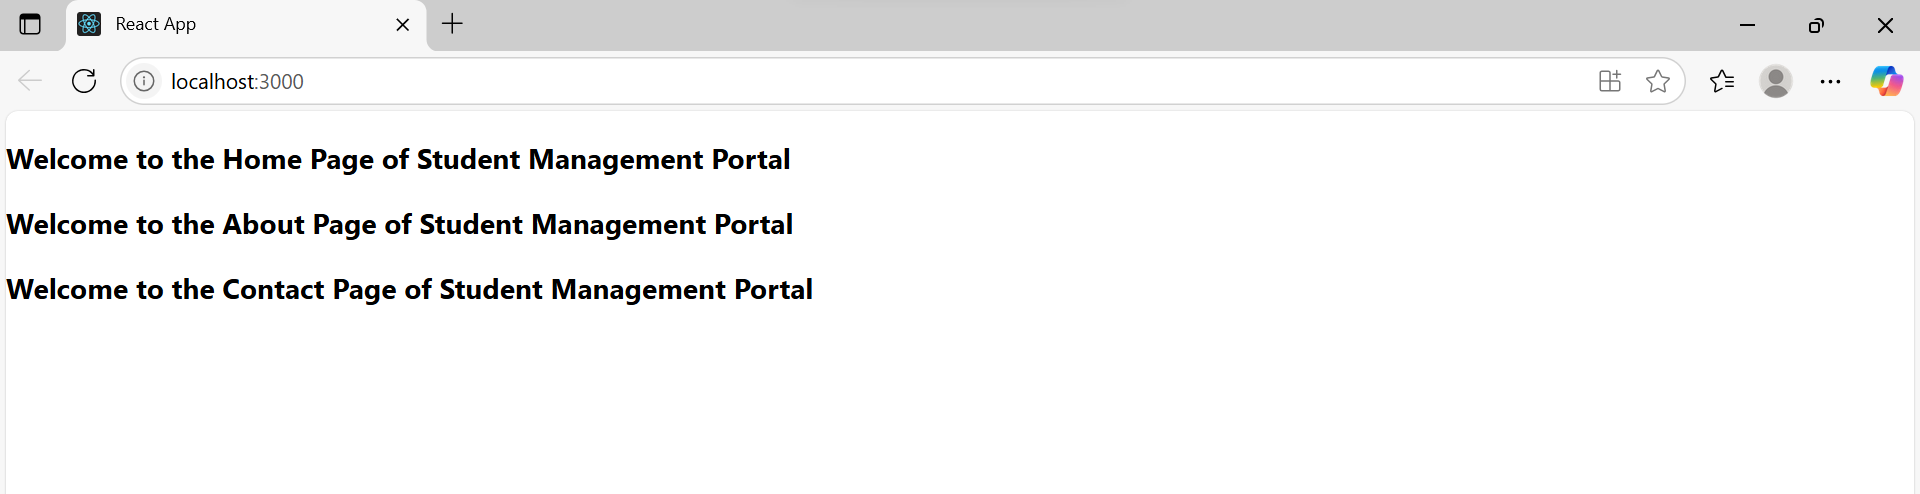 React App
localhost:3000
Welcome to the Home Page of Student Management Portal
Welcome to the About Page of Student Management Portal
Welcome to the Contact Page of Student Management Portal